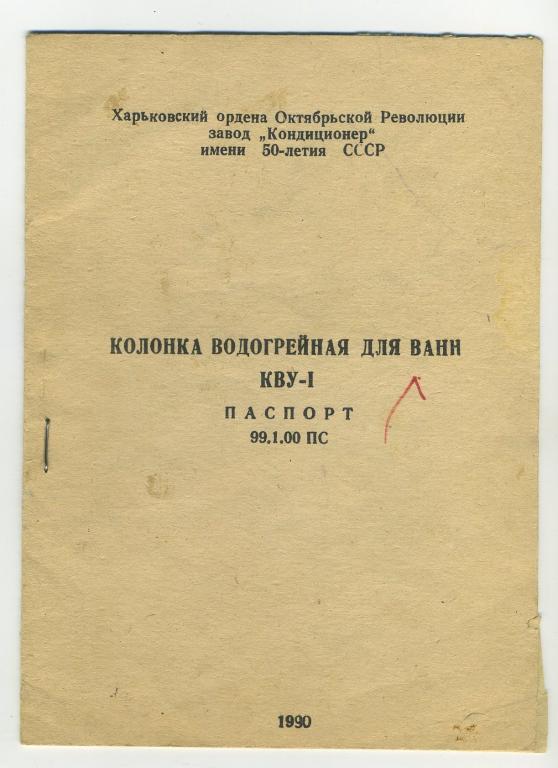 Харьковский ордена Октябрьской Революции
завод „Кондиционер“
имени 50-летия СССР
КОЛОНКА ВОДОГРЕЙНАЯ ДЛЯ ВАНН
КВУ-I
ПАСПОРТ
99.1.00 ПС
1990